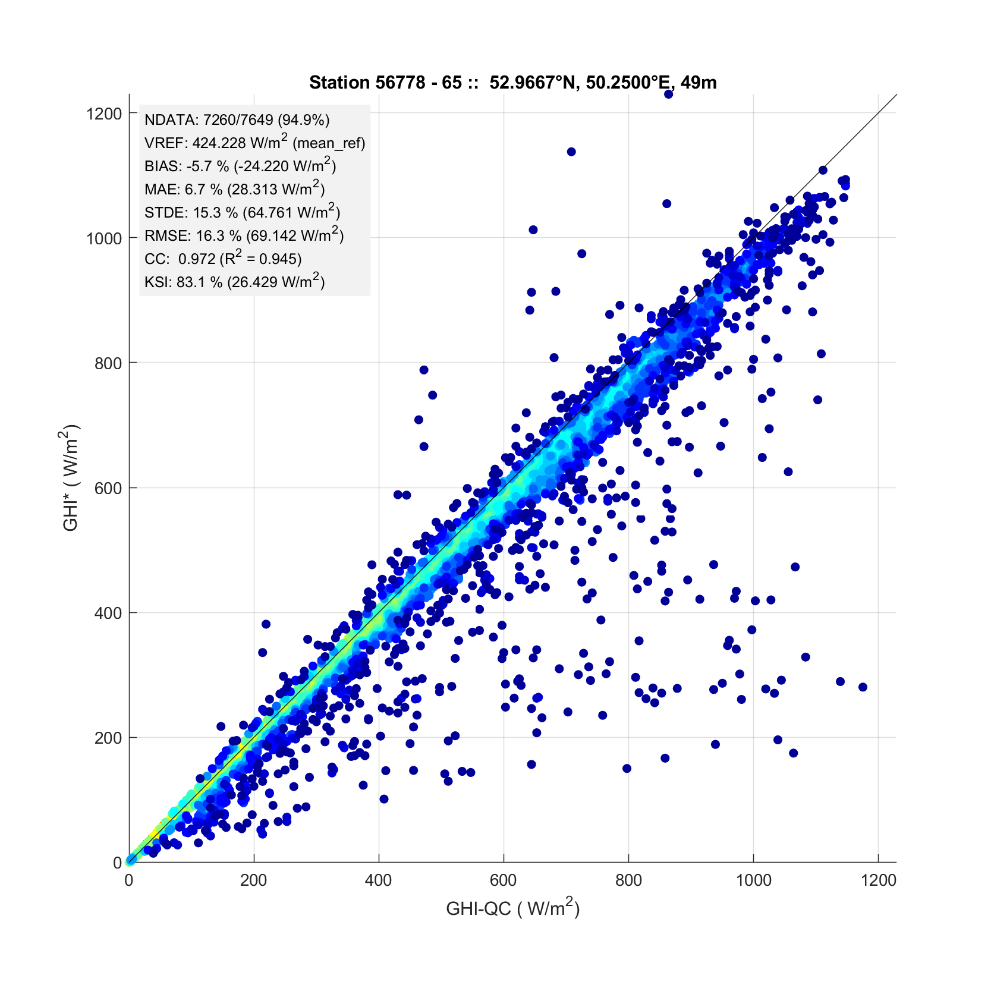 Station 56778 - 65 :: 52.9667°N, 50.2500°E, 49m
NDATA: 7260/7649 (94.9%)
VREF: 424.228 W/m² (mean_ref)
BIAS: -5.7 % (-24.220 W/m²)
MAE: 6.7 % (28.313 W/m²)
STDE: 15.3 % (64.761 W/m²)
RMSE: 16.3 % (69.142 W/m²)
CC: 0.972 (R² = 0.945)
KSI: 83.1 % (26.429 W/m²)
1200
1000
800
600
400
200
0
GHI* ( W/m²)
0 200 400 600 800 1000 1200
GHI-QC ( W/m²)